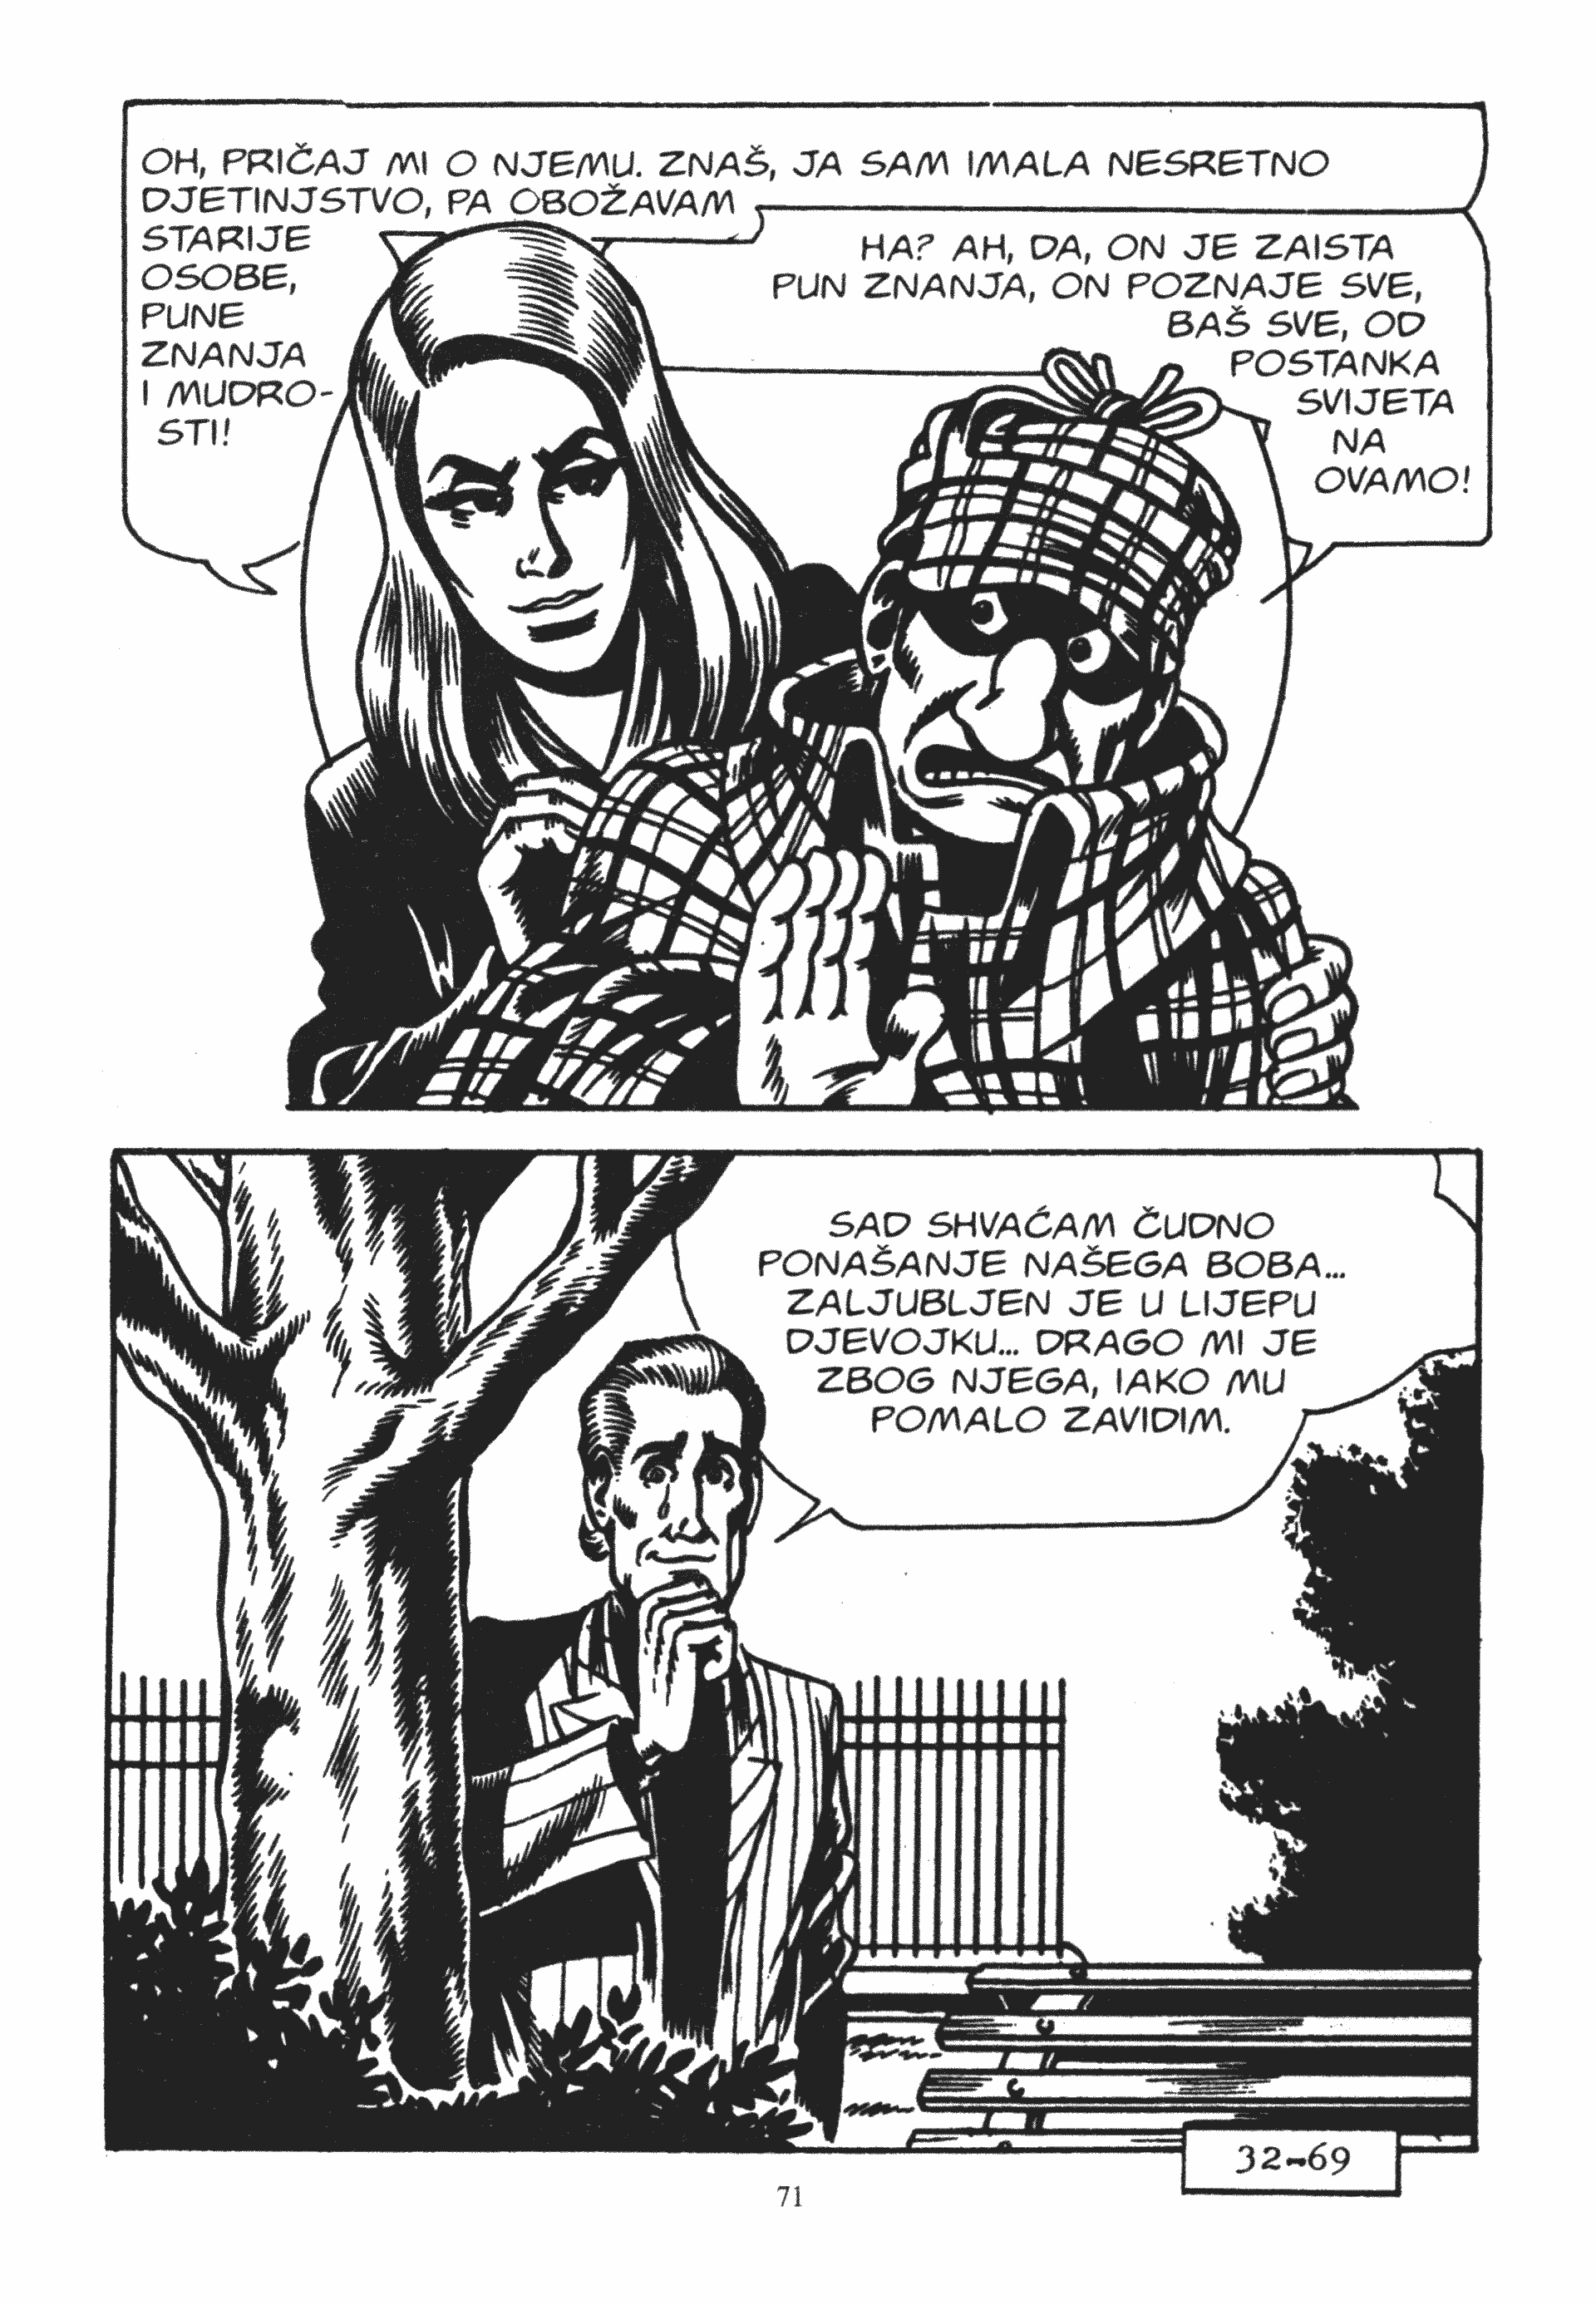 OH, PRIČAJ MI O NJEMU. ZNAŠ, JA SAM IMALA NESRETNO
DJETINJSTVO, PA OBOŽAVAM
STARIJE
OSOBE,
PUNE
ZNANJA
I MUDRO-
STI!
HA? AH, DA, ON JE ZAISTA
PUN ZNANJA, ON POZNAJE SVE,
BAŠ SVE, OD
POSTANKA
SVIJETA
NA
OVAMO!
SAD SHVAĆAM ČUDNO
PONAŠANJE NAŠEGA BOBA...
ZALJUBLJEN JE U LIJEPU
DJEVOJKU... DRAGO MI JE
ZBOG NJEGA, IAKO MU
POMALO ZAVIDIM.
32-69
71